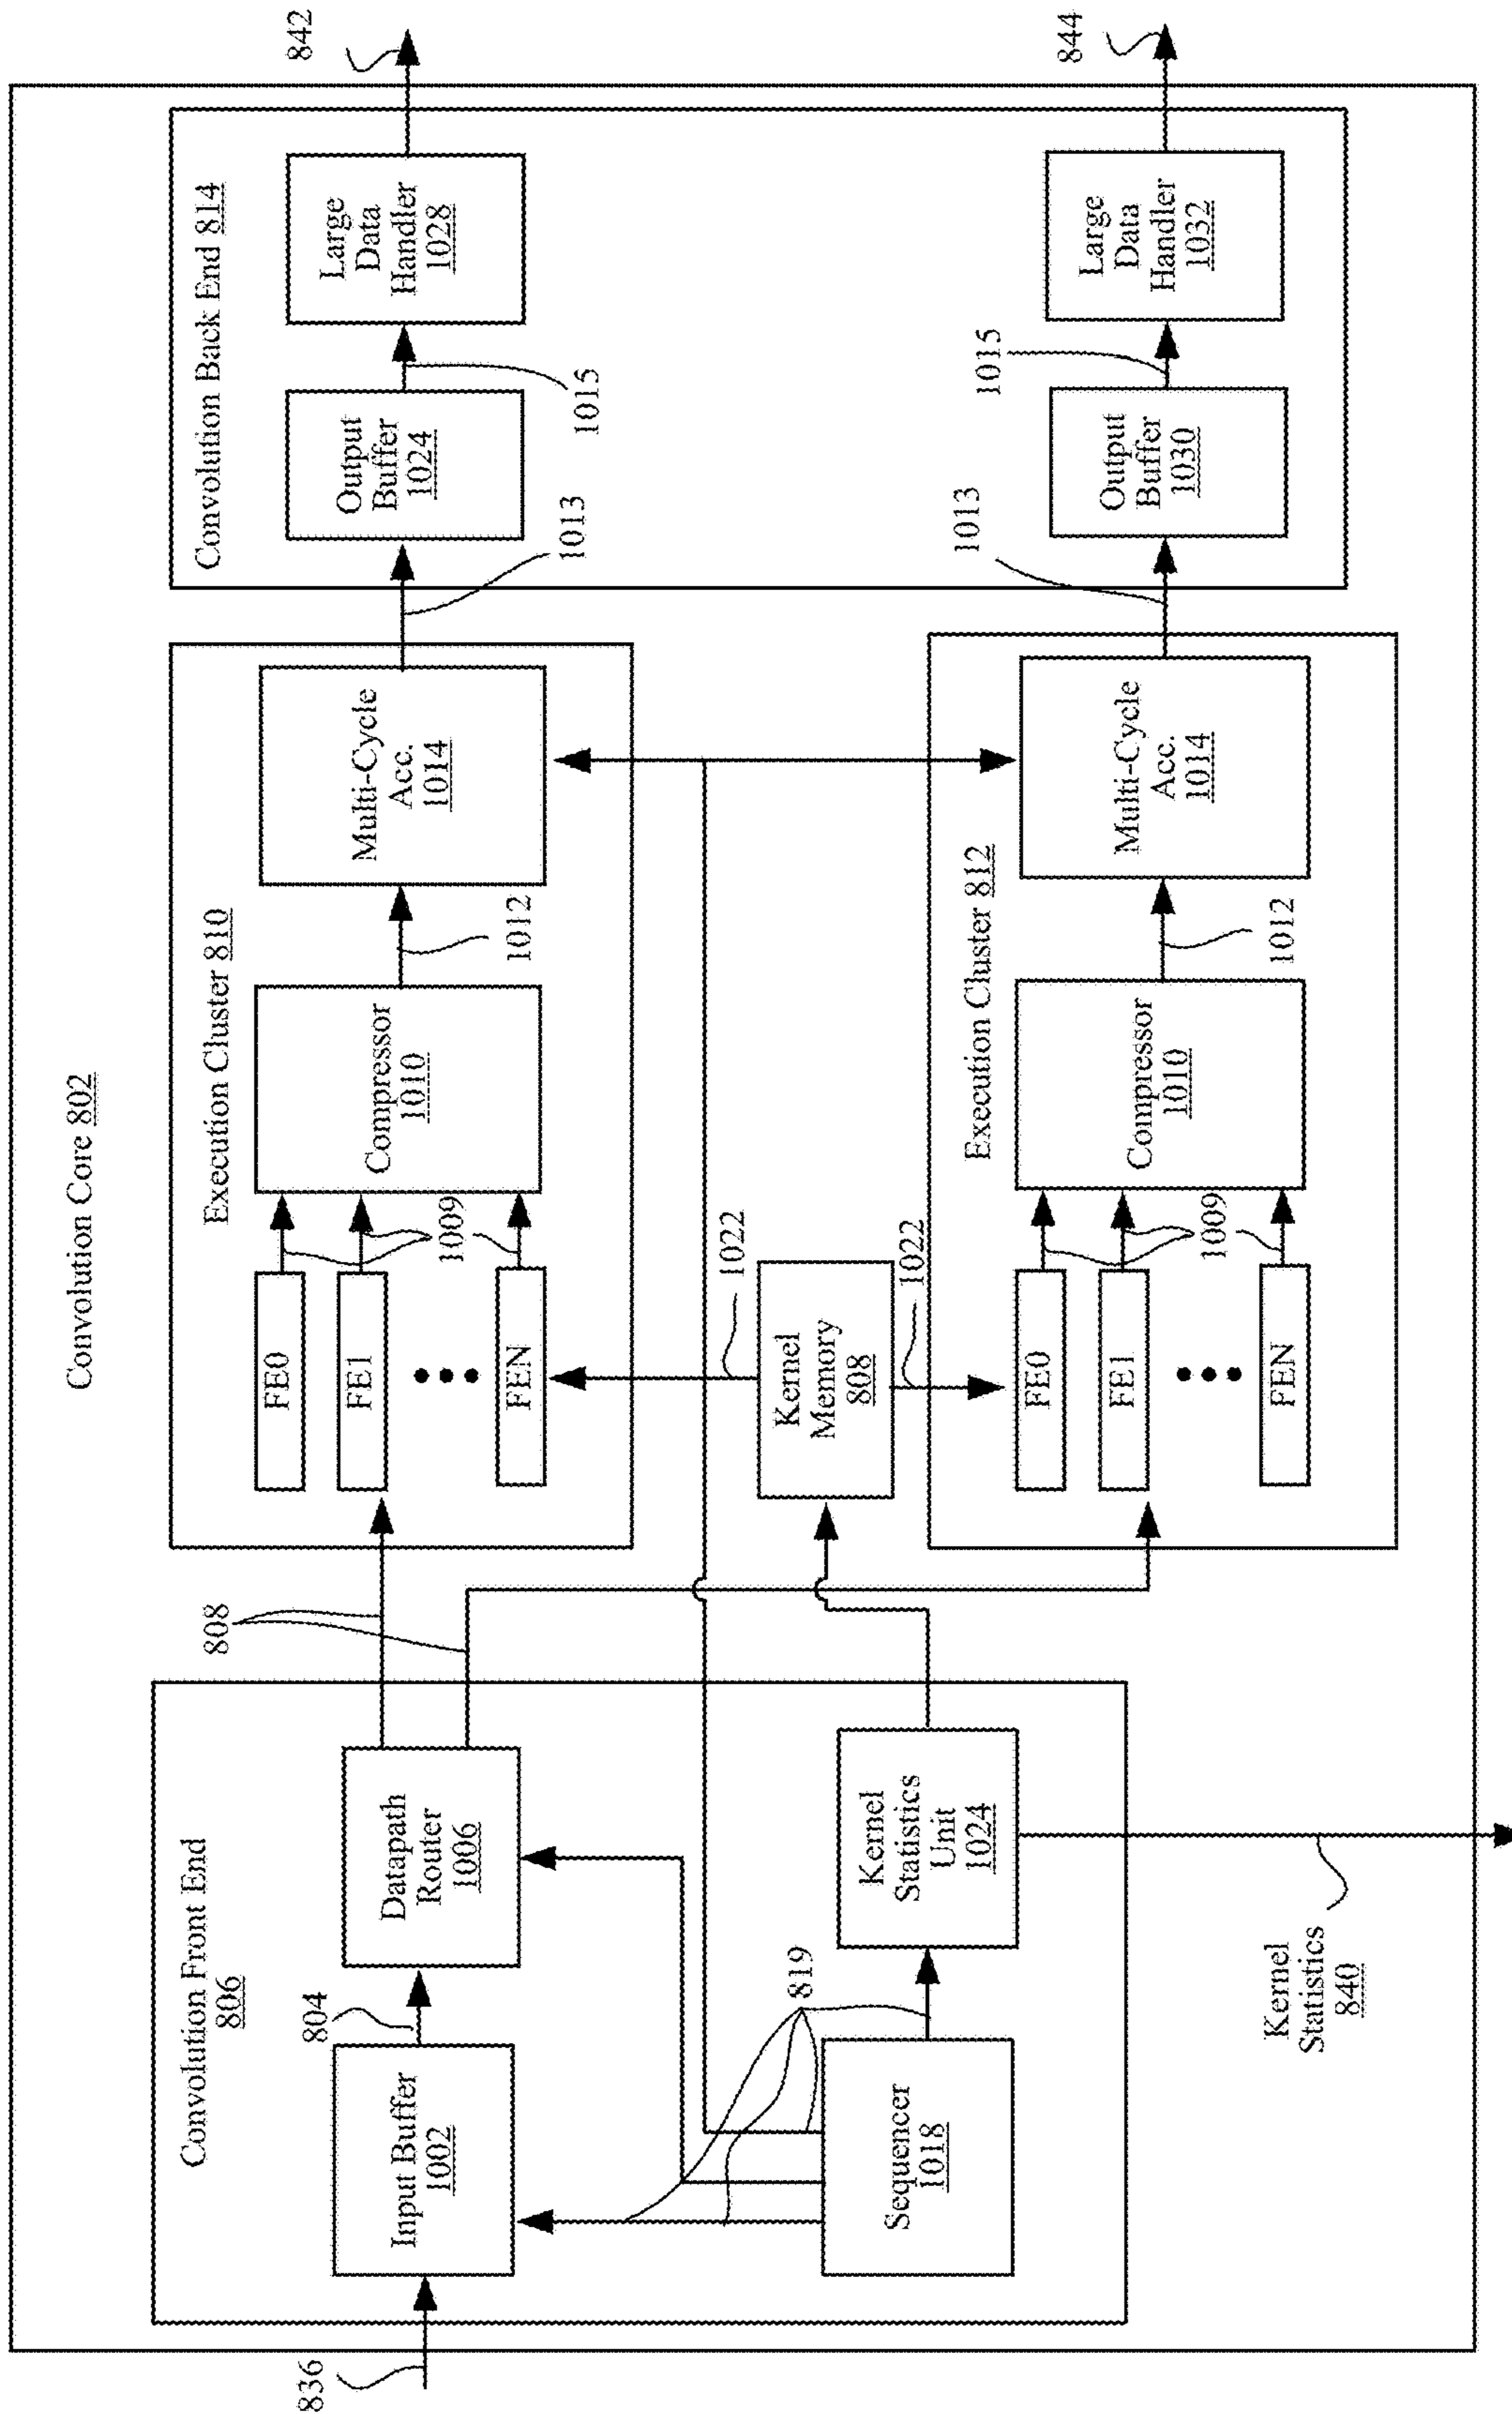 Convolution Core 802
Convolution Front End
806
836
Input Buffer
1002
804
Datapath
Router
1006
808
819
Sequencer
1018
Kernel
Statistics
Unit
1024
Kernel
Statistics
840
Execution Cluster 810
FE0
FE1
FEN
1009
Compressor
1010
1012
Multi-Cycle
Acc.
1014
1013
1022
Kernel
Memory
808
1022
Execution Cluster 812
FE0
FE1
FEN
1009
Compressor
1010
1012
Multi-Cycle
Acc.
1014
1013
Convolution Back End 814
Output
Buffer
1024
1015
Large
Data
Handler
1028
842
Output
Buffer
1030
1015
Large
Data
Handler
1032
844